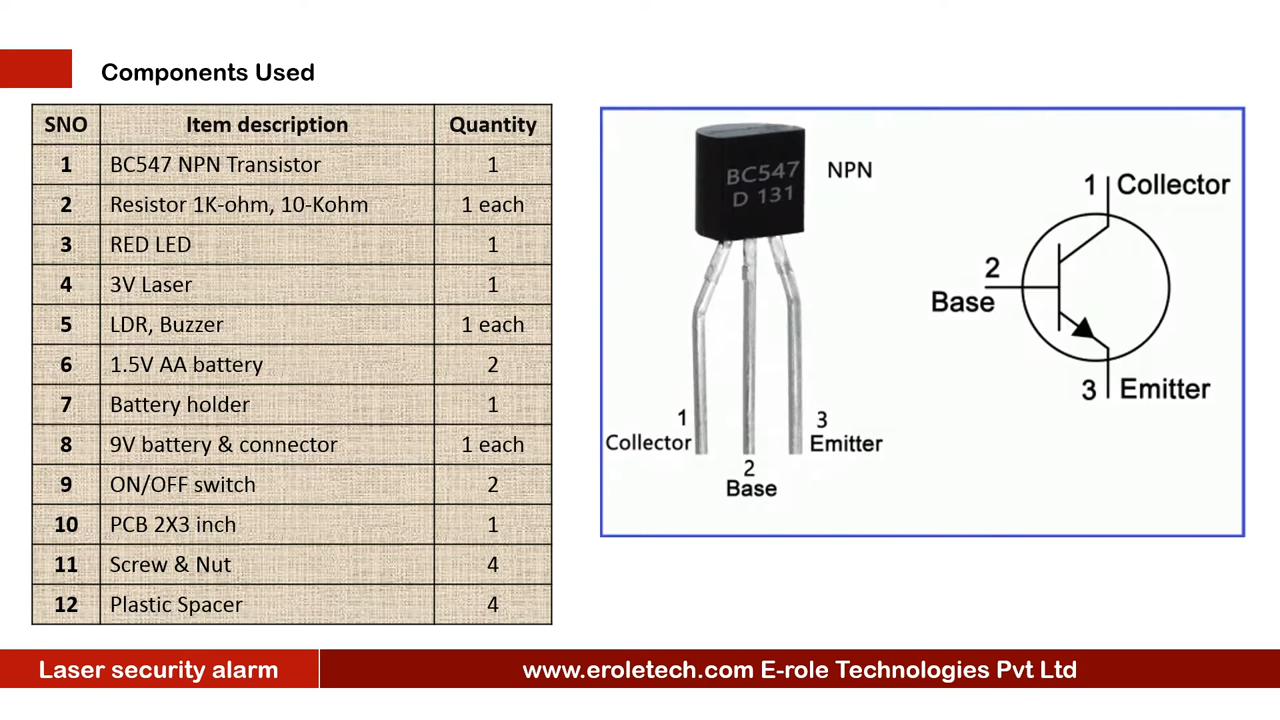 Components Used
SNO Item description Quantity
1 BC547 NPN Transistor 1
2 Resistor 1K-ohm, 10-Kohm 1 each
3 RED LED 1
4 3V Laser 1
5 LDR, Buzzer 1 each
6 1.5V AA battery 2
7 Battery holder 1
8 9V battery & connector 1 each
9 ON/OFF switch 2
10 PCB 2X3 inch 1
11 Screw & Nut 4
12 Plastic Spacer 4
BC547
D 131
NPN
1
Collector
2
Base
3
Emitter
1 Collector
2
Base
3 Emitter
Laser security alarm
www.eroletech.com E-role Technologies Pvt Ltd